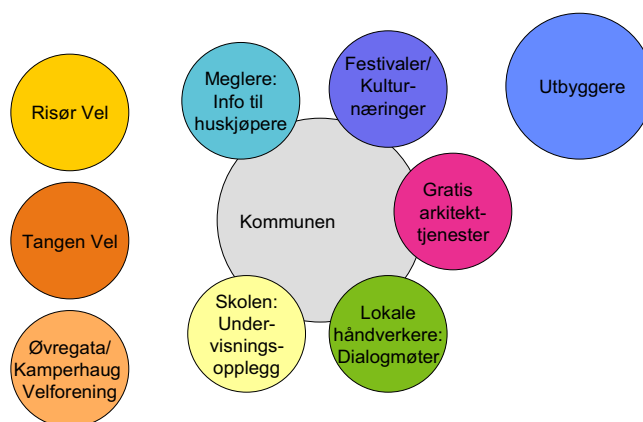 Risør Vel
Tangen Vel
Øvregata/
Kamperhaug
Velforening
Meglere:
Info til
huskjøpere
Festivaler/
Kultur-
næringer
Kommunen
Gratis
arkitekt-
tjenester
Skolen:
Under-
visnings-
opplegg
Lokale
håndverkere:
Dialogmøter
Utbyggere